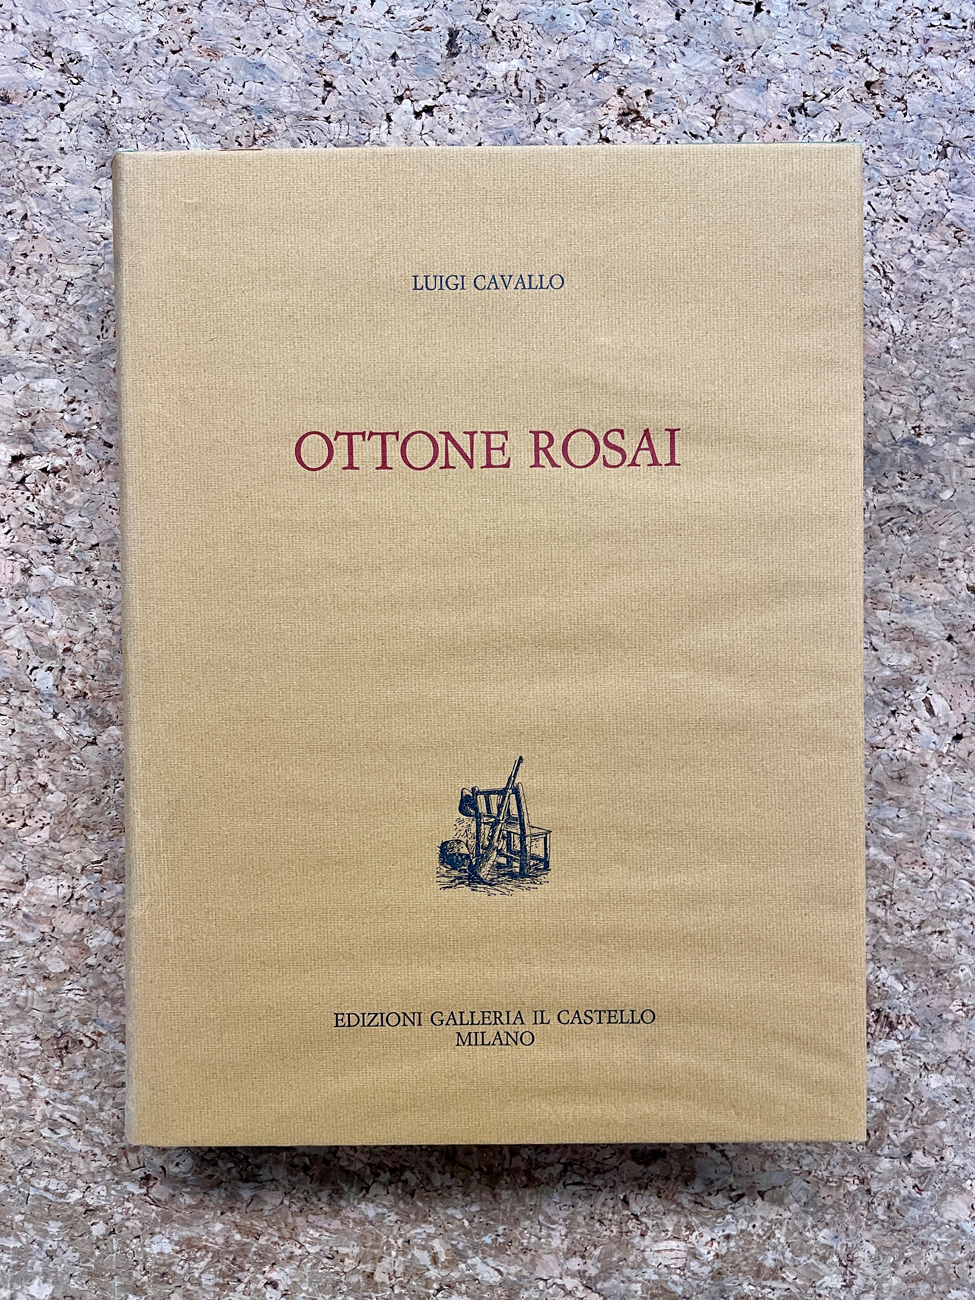 LUIGI CAVALLO
OTTONE ROSAI
EDIZIONI GALLERIA IL CASTELLO
MILANO